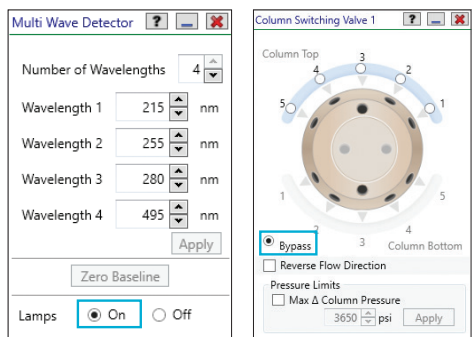 Multi Wave Detector ?
Number of Wavelengths 4
Wavelength 1 215 nm
Wavelength 2 255 nm
Wavelength 3 280 nm
Wavelength 4 495 nm
Apply
Zero Baseline
Lamps On Off
Column Switching Valve 1 ?
Column Top
3
4 2
5 1
1 5
2 4
3
Bypass
Column Bottom
Reverse Flow Direction
Pressure Limits
Max Δ Column Pressure
3650 psi Apply